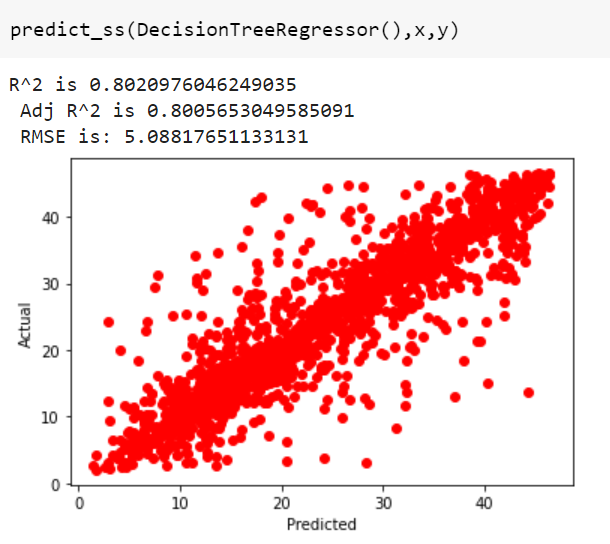 predict_ss(DecisionTreeRegressor(),x,y)
R^2 is 0.8020976046249035
Adj R^2 is 0.8005653049585091
RMSE is: 5.08817651133131
40
30
20
10
0
Actual
0 10 20 30 40
Predicted